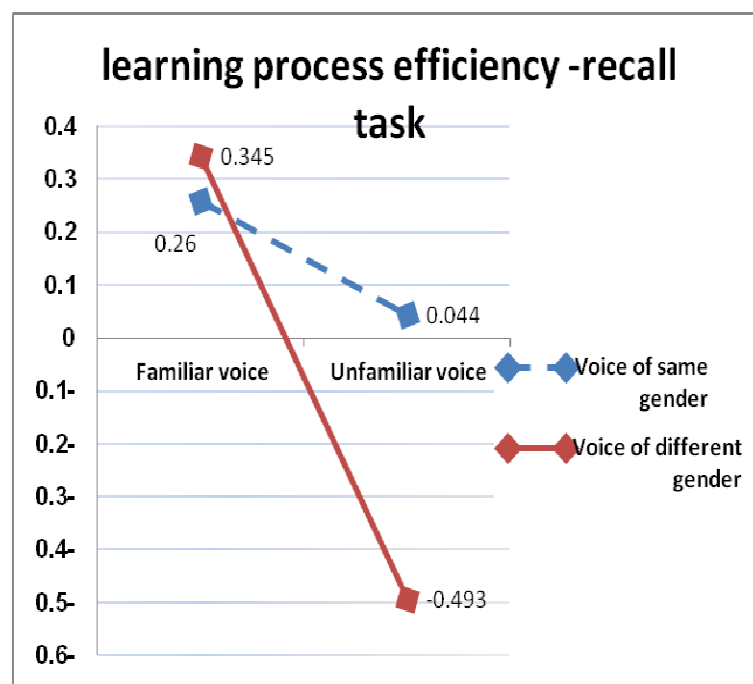 learning process efficiency -recall
task
0.4
0.3
0.2
0.1
0
0.1-
0.2-
0.3-
0.4-
0.5-
0.6-
0.345
0.26
0.044
-0.493
Familiar voice
Unfamiliar voice
Voice of same
gender
Voice of different
gender